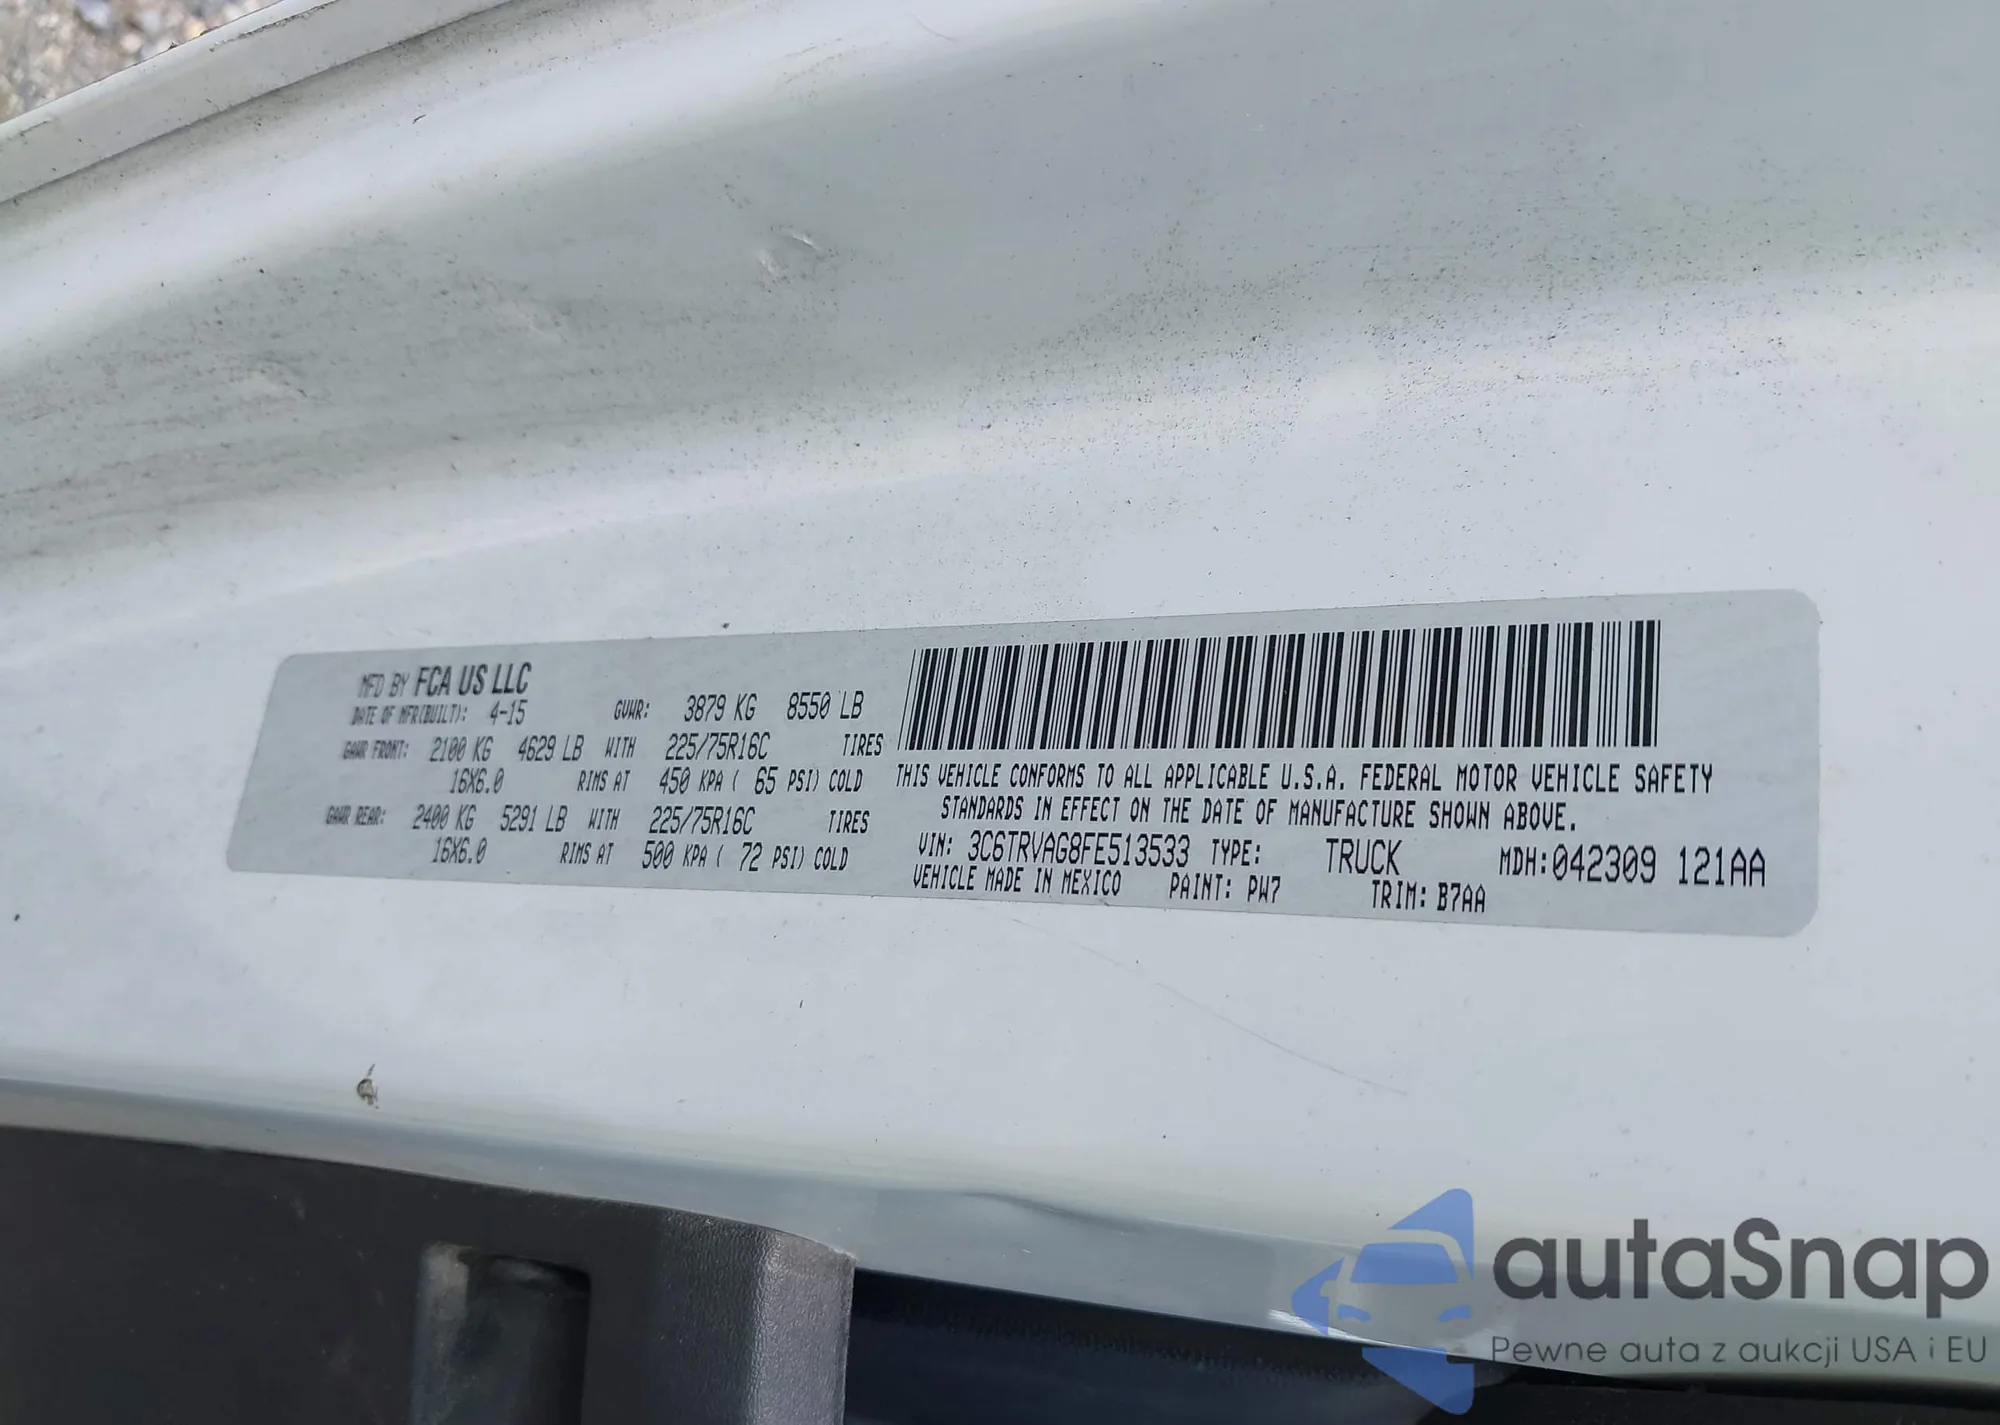 MFD BY FCA US LLC
DATE OF MFR(BUILT): 4-15 GVWR: 3879 KG 8550 LB
GAWR FRONT: 2100 KG 4629 LB WITH 225/75R16C TIRES
16X6.0 RIMS AT 450 KPA ( 65 PSI) COLD
GAWR REAR: 2400 KG 5291 LB WITH 225/75R16C TIRES
16X6.0 RIMS AT 500 KPA ( 72 PSI) COLD
THIS VEHICLE CONFORMS TO ALL APPLICABLE U.S.A. FEDERAL MOTOR VEHICLE SAFETY
STANDARDS IN EFFECT ON THE DATE OF MANUFACTURE SHOWN ABOVE.
VIN: 3C6TRVAG8FE513533 TYPE: TRUCK MDH:042309 121AA
VEHICLE MADE IN MEXICO PAINT: PW7 TRIM: B7AA
autaSnap
Pewne auta z aukcji USA i EU